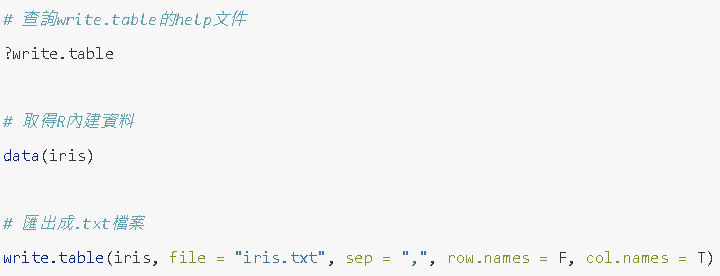 # 查詢write.table的help文件
?write.table
# 取得R內建資料
data(iris)
# 匯出成.txt檔案
write.table(iris, file = "iris.txt", sep = ",", row.names = F, col.names = T)